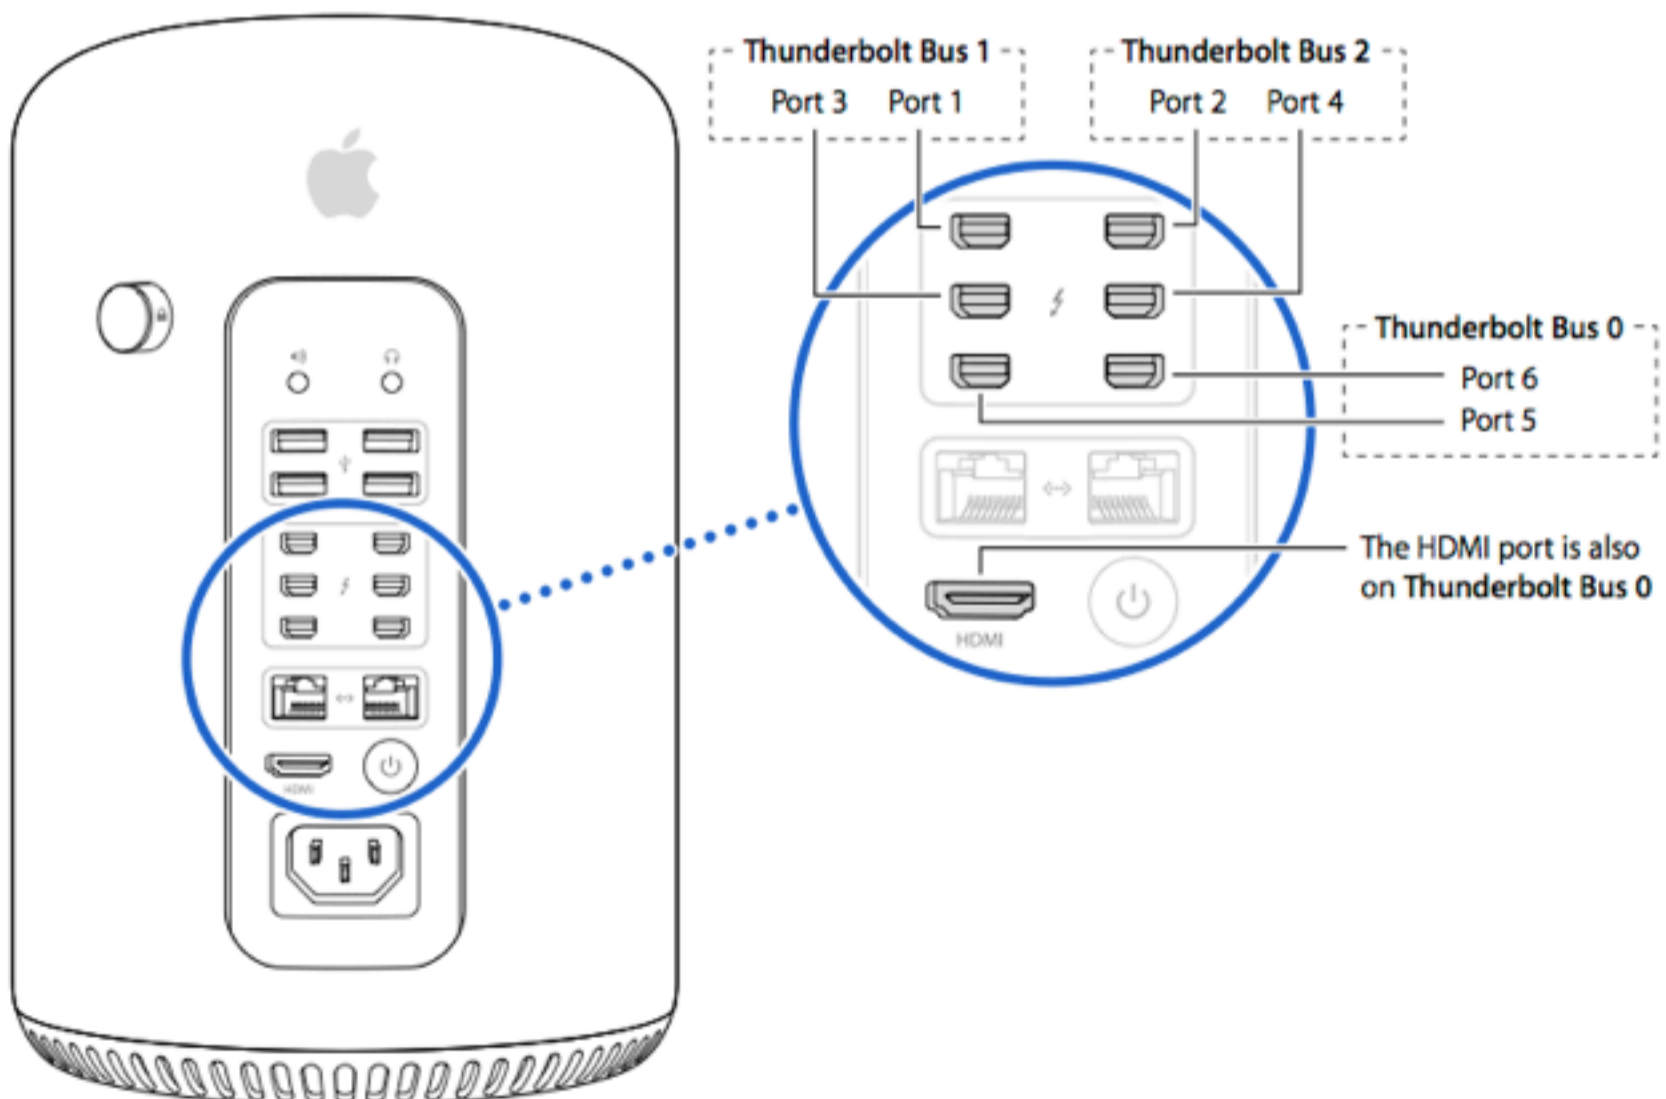 Thunderbolt Bus 1
Port 3 Port 1
Thunderbolt Bus 2
Port 2 Port 4
Thunderbolt Bus 0
Port 6
Port 5
The HDMI port is also
on Thunderbolt Bus 0
HDMI
HDMI